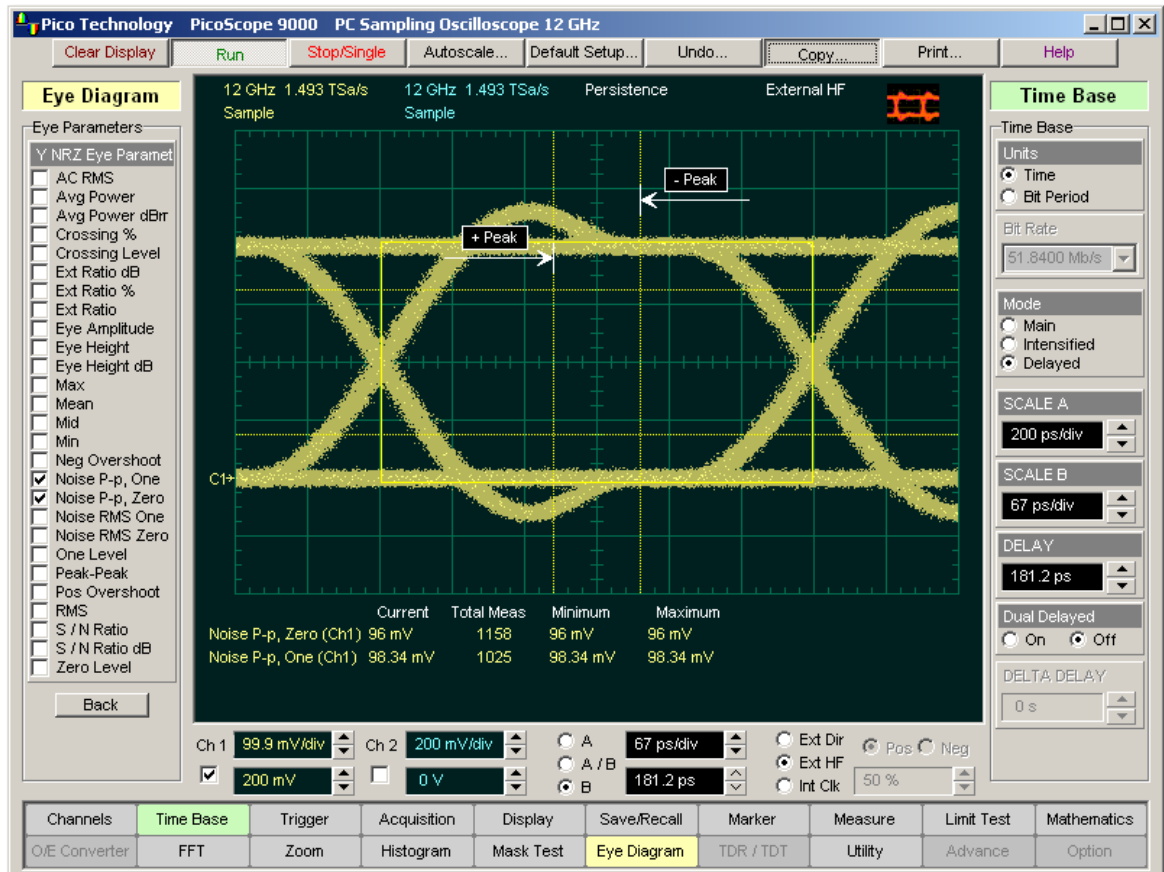 Pico Technology PicoScope 9000 PC Sampling Oscilloscope 12 GHz
Clear Display Run Stop/Single Autoscale... Default Setup... Undo... Copy... Print... Help
Eye Diagram
Eye Parameters
Y NRZ Eye Paramet
AC RMS
Avg Power
Avg Power dBm
Crossing %
Crossing Level
Ext Ratio dB
Ext Ratio %
Ext Ratio
Eye Amplitude
Eye Height
Eye Height dB
Max
Mean
Mid
Min
Neg Overshoot
Noise P-p, One
Noise P-p, Zero
Noise RMS One
Noise RMS Zero
One Level
Peak-Peak
Pos Overshoot
RMS
S / N Ratio
S / N Ratio dB
Zero Level
Back
12 GHz 1.493 TSa/s 12 GHz 1.493 TSa/s Persistence External HF
Sample Sample
- Peak
+ Peak
C1
Current Total Meas Minimum Maximum
Noise P-p, Zero (Ch1) 96 mV 1158 96 mV 96 mV
Noise P-p, One (Ch1) 98.34 mV 1025 98.34 mV 98.34 mV
Time Base
Time Base
Units
Time
Bit Period
Bit Rate
51.8400 Mb/s
Mode
Main
Intensified
Delayed
SCALE A
200 ps/div
SCALE B
67 ps/div
DELAY
181.2 ps
Dual Delayed
On Off
DELTA DELAY
0 s
Ch 1 99.9 mV/div Ch 2 200 mV/div A 67 ps/div Ext Dir Pos Neg
A / B Ext HF
200 mV 0 V B 181.2 ps Int Clk 50 %
Channels Time Base Trigger Acquisition Display Save/Recall Marker Measure Limit Test Mathematics
O/E Converter FFT Zoom Histogram Mask Test Eye Diagram TDR / TDT Utility Advance Option